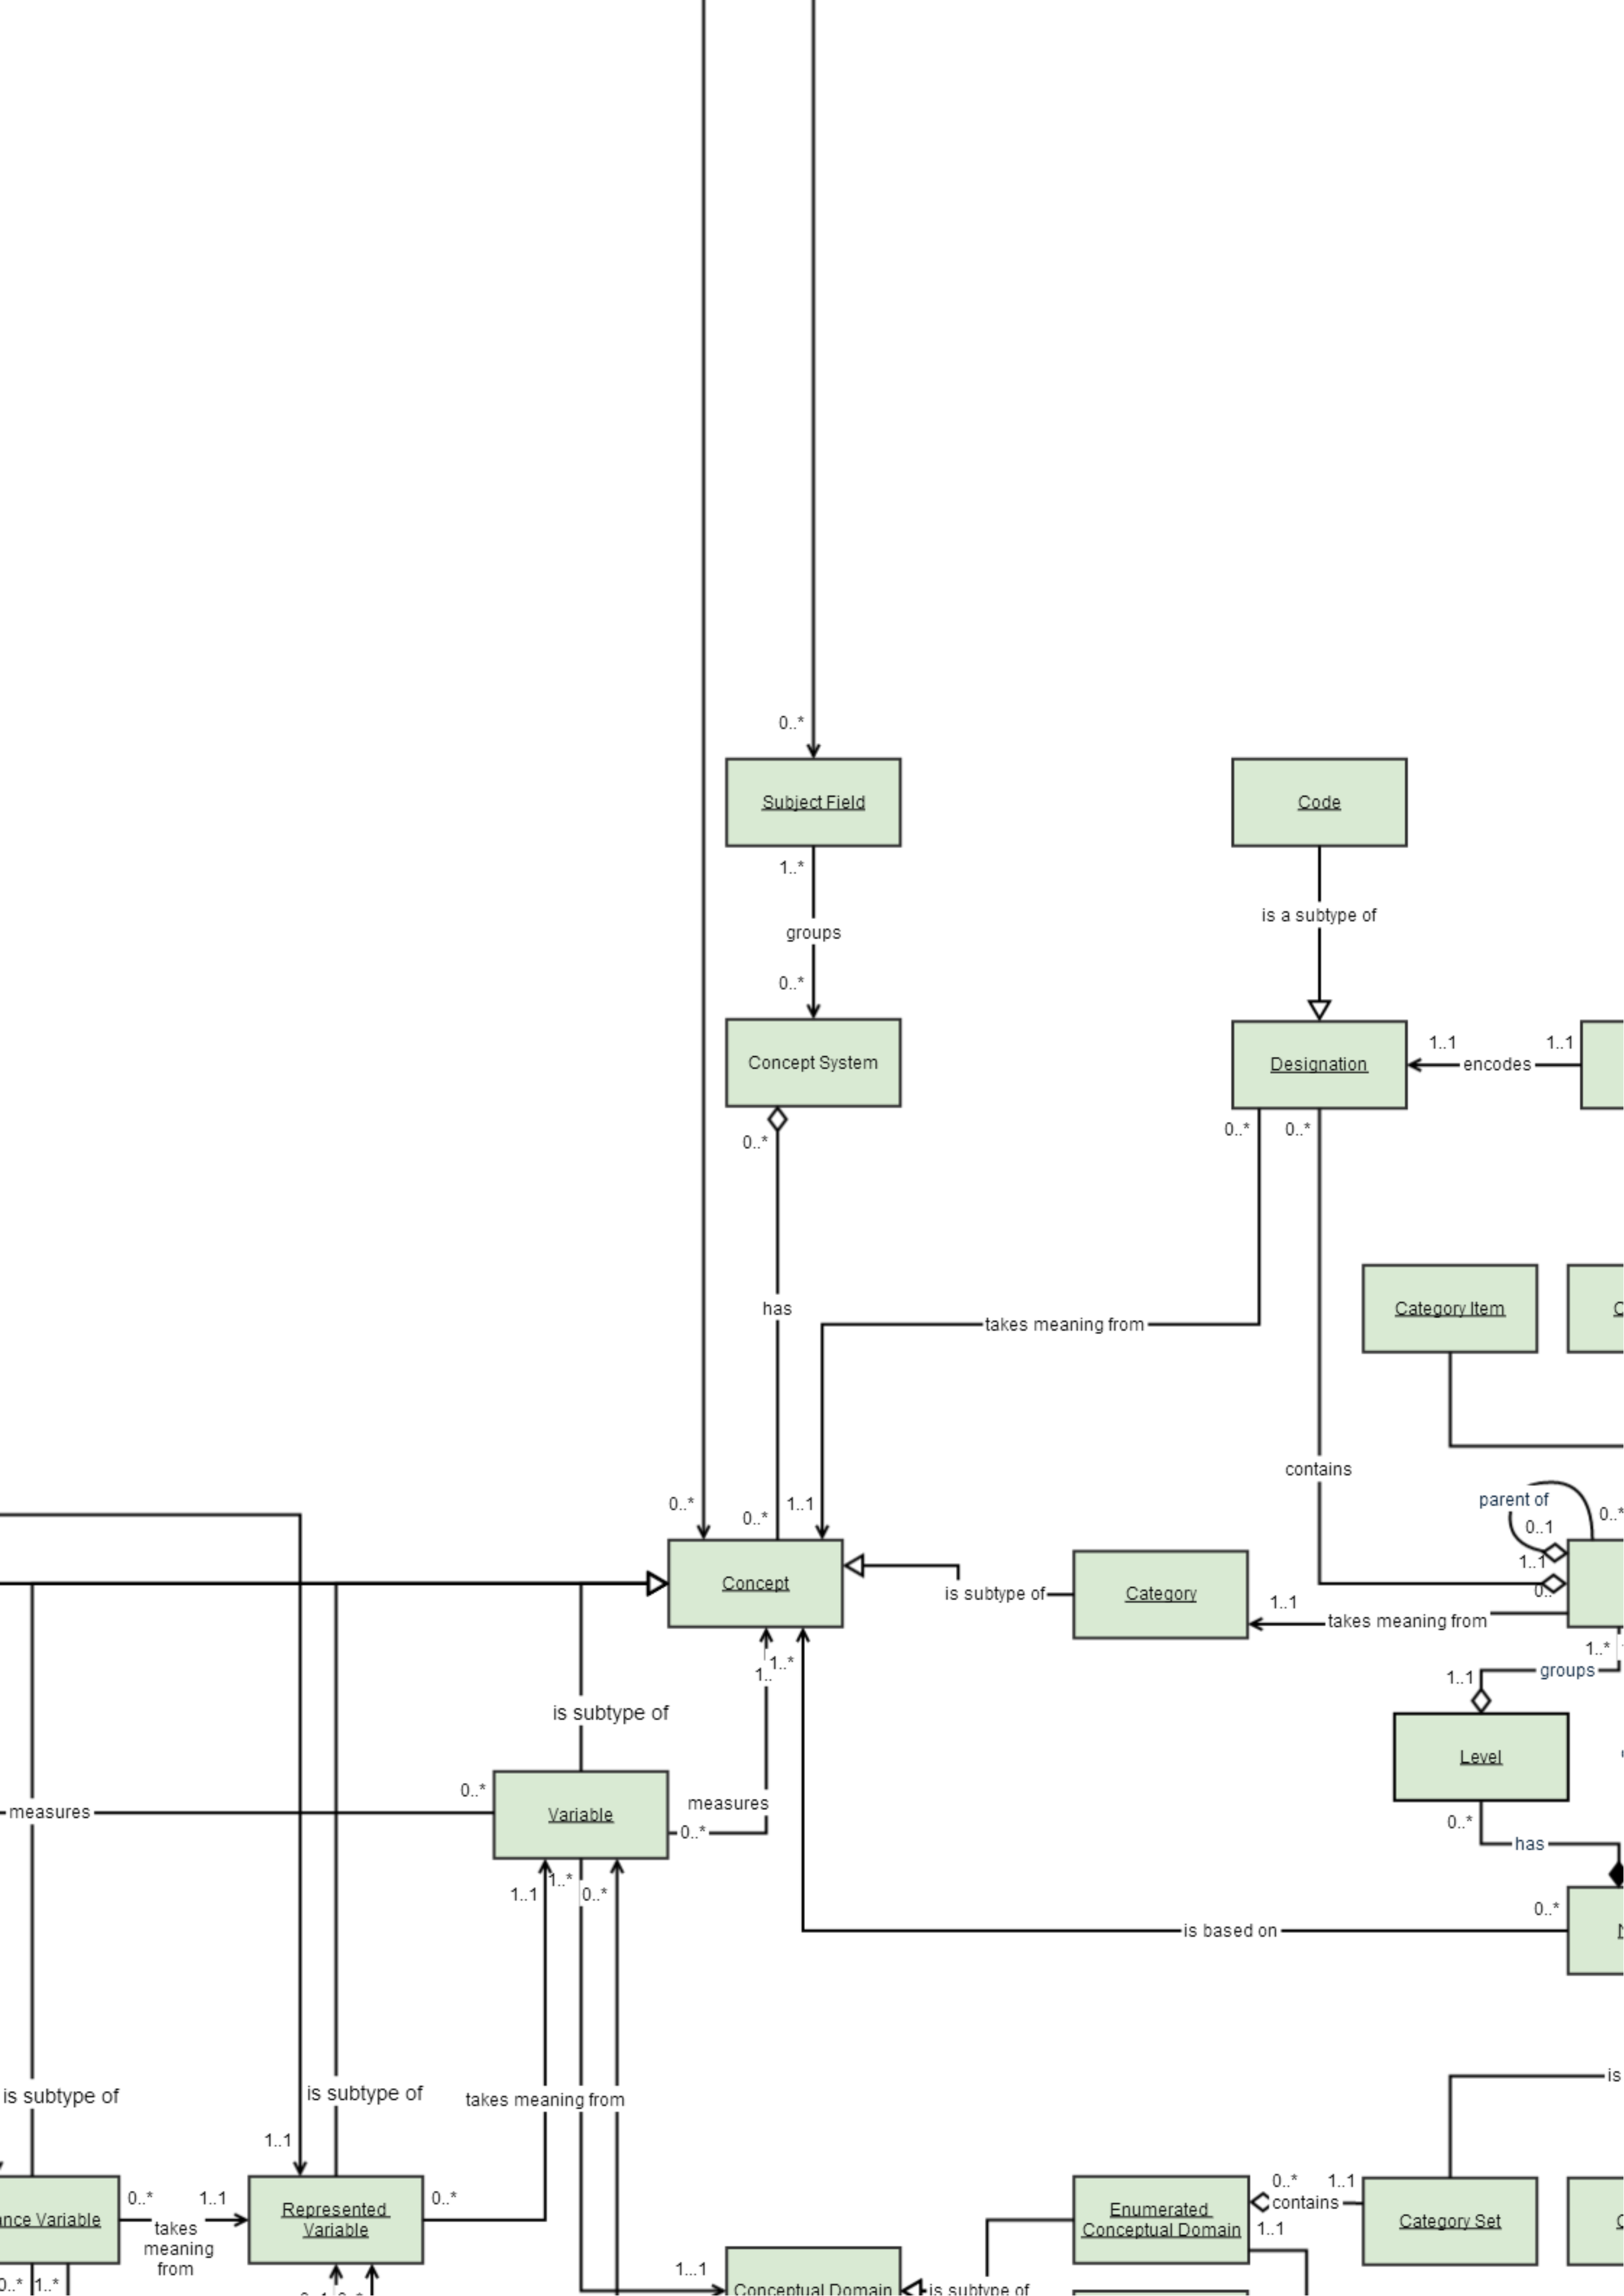 0..*
Subject Field
Code
1..*
is a subtype of
groups
0..*
1..1
1..1
Concept System
Designation
encodes
0..*
0..*
0..*
has
Category Item
takes meaning from
contains
parent of
0..*
1..1
0..*
0..*
0..1
1..1
Concept
is subtype of
Category
1..1
takes meaning from
1..*
1..*
groups
1..1
is subtype of
Level
0..*
measures
measures
Variable
0..*
0..*
has
1..*
1..1
0..*
0..*
is based on
is subtype of
is subtype of
takes meaning from
is
1..1
0..*
1..1
0..*
0..*
1..1
Represented
Variable
Variable
takes
meaning
from
Enumerated
Conceptual Domain
contains
1..1
Category Set
1..*
1...1
Conceptual Domain
is subtype of